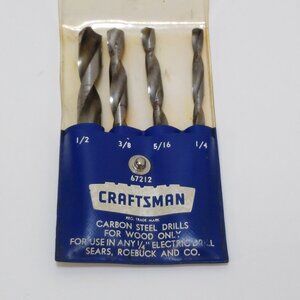 1/2 3/8 5/16 1/4
67212
CRAFTSMAN
REG. TRADE MARK
CARBON STEEL DRILLS
FOR WOOD ONLY
FOR USE IN ANY 1/4" ELECTRIC DRILL
SEARS, ROEBUCK AND CO.